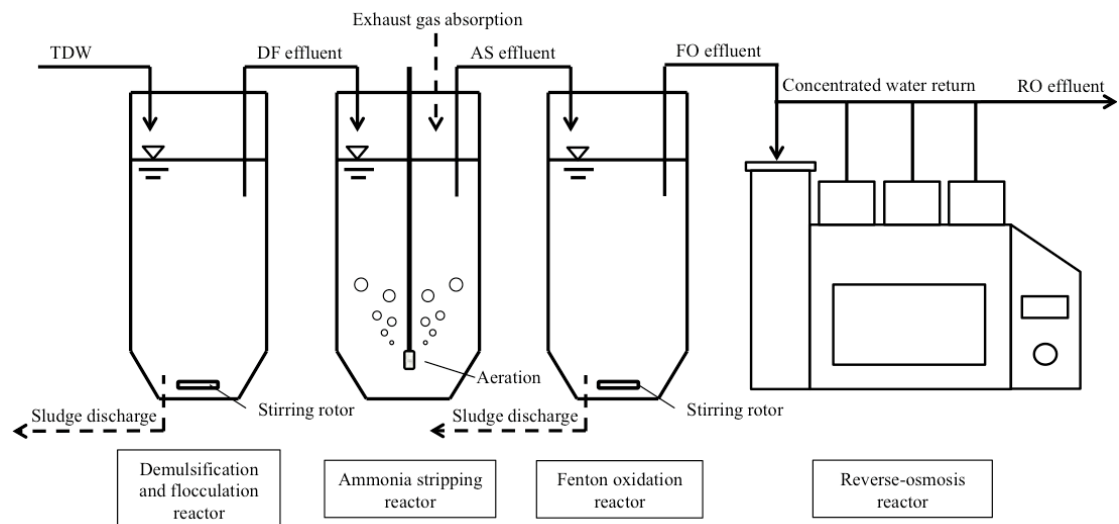 Exhaust gas absorption
TDW
DF effluent
AS effluent
FO effluent
Concentrated water return
RO effluent
Aeration
Sludge discharge
Stirring rotor
Sludge discharge
Stirring rotor
Demulsification
and flocculation
reactor
Ammonia stripping
reactor
Fenton oxidation
reactor
Reverse-osmosis
reactor